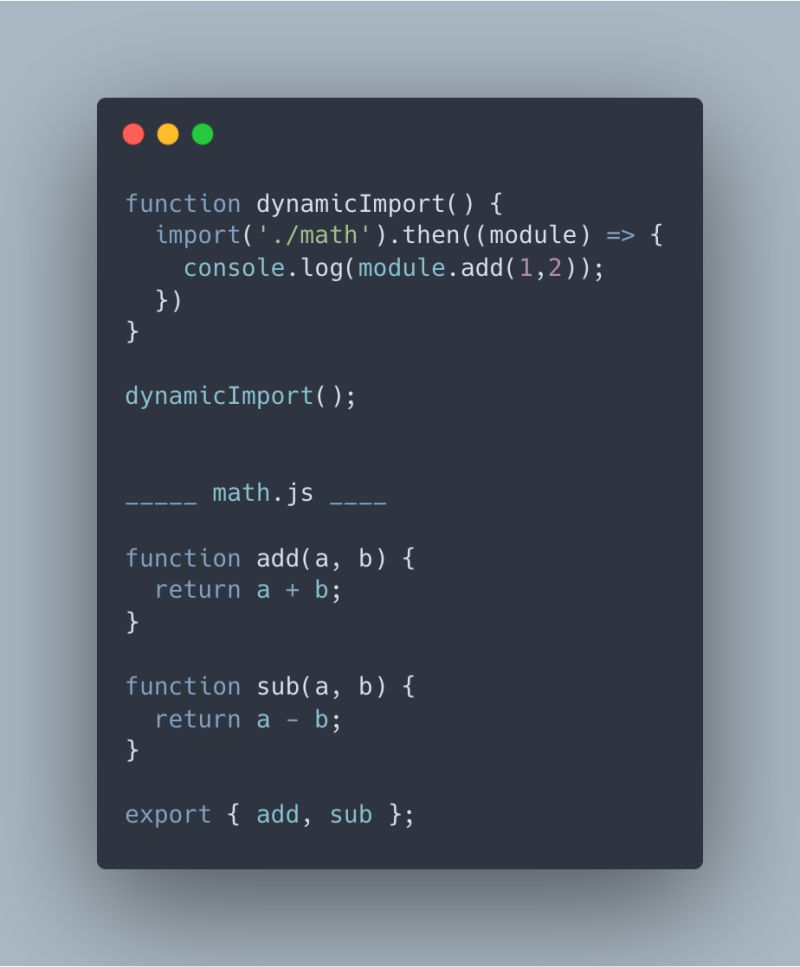 function dynamicImport() {
  import('./math').then((module) => {
    console.log(module.add(1,2));
  })
}
dynamicImport();
_____ math.js ____
function add(a, b) {
  return a + b;
}
function sub(a, b) {
  return a - b;
}
export { add, sub };